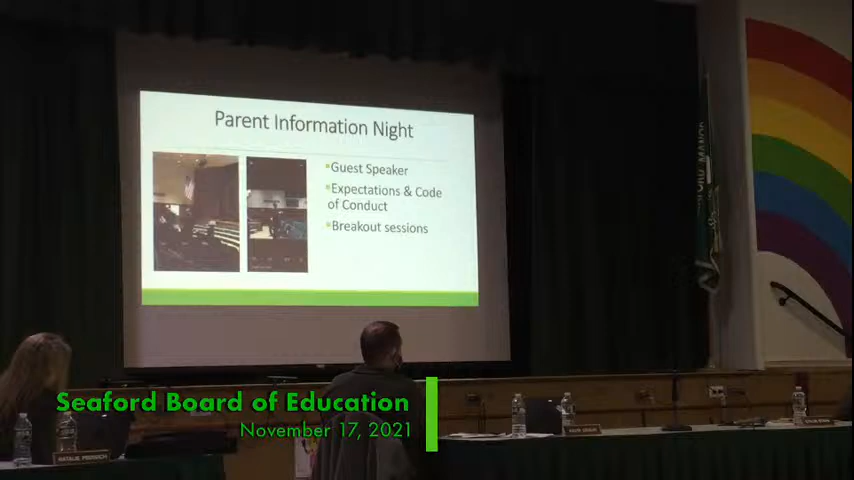 Parent Information Night
Guest Speaker
Expectations & Code
of Conduct
Breakout sessions
Seaford Board of Education
November 17, 2021